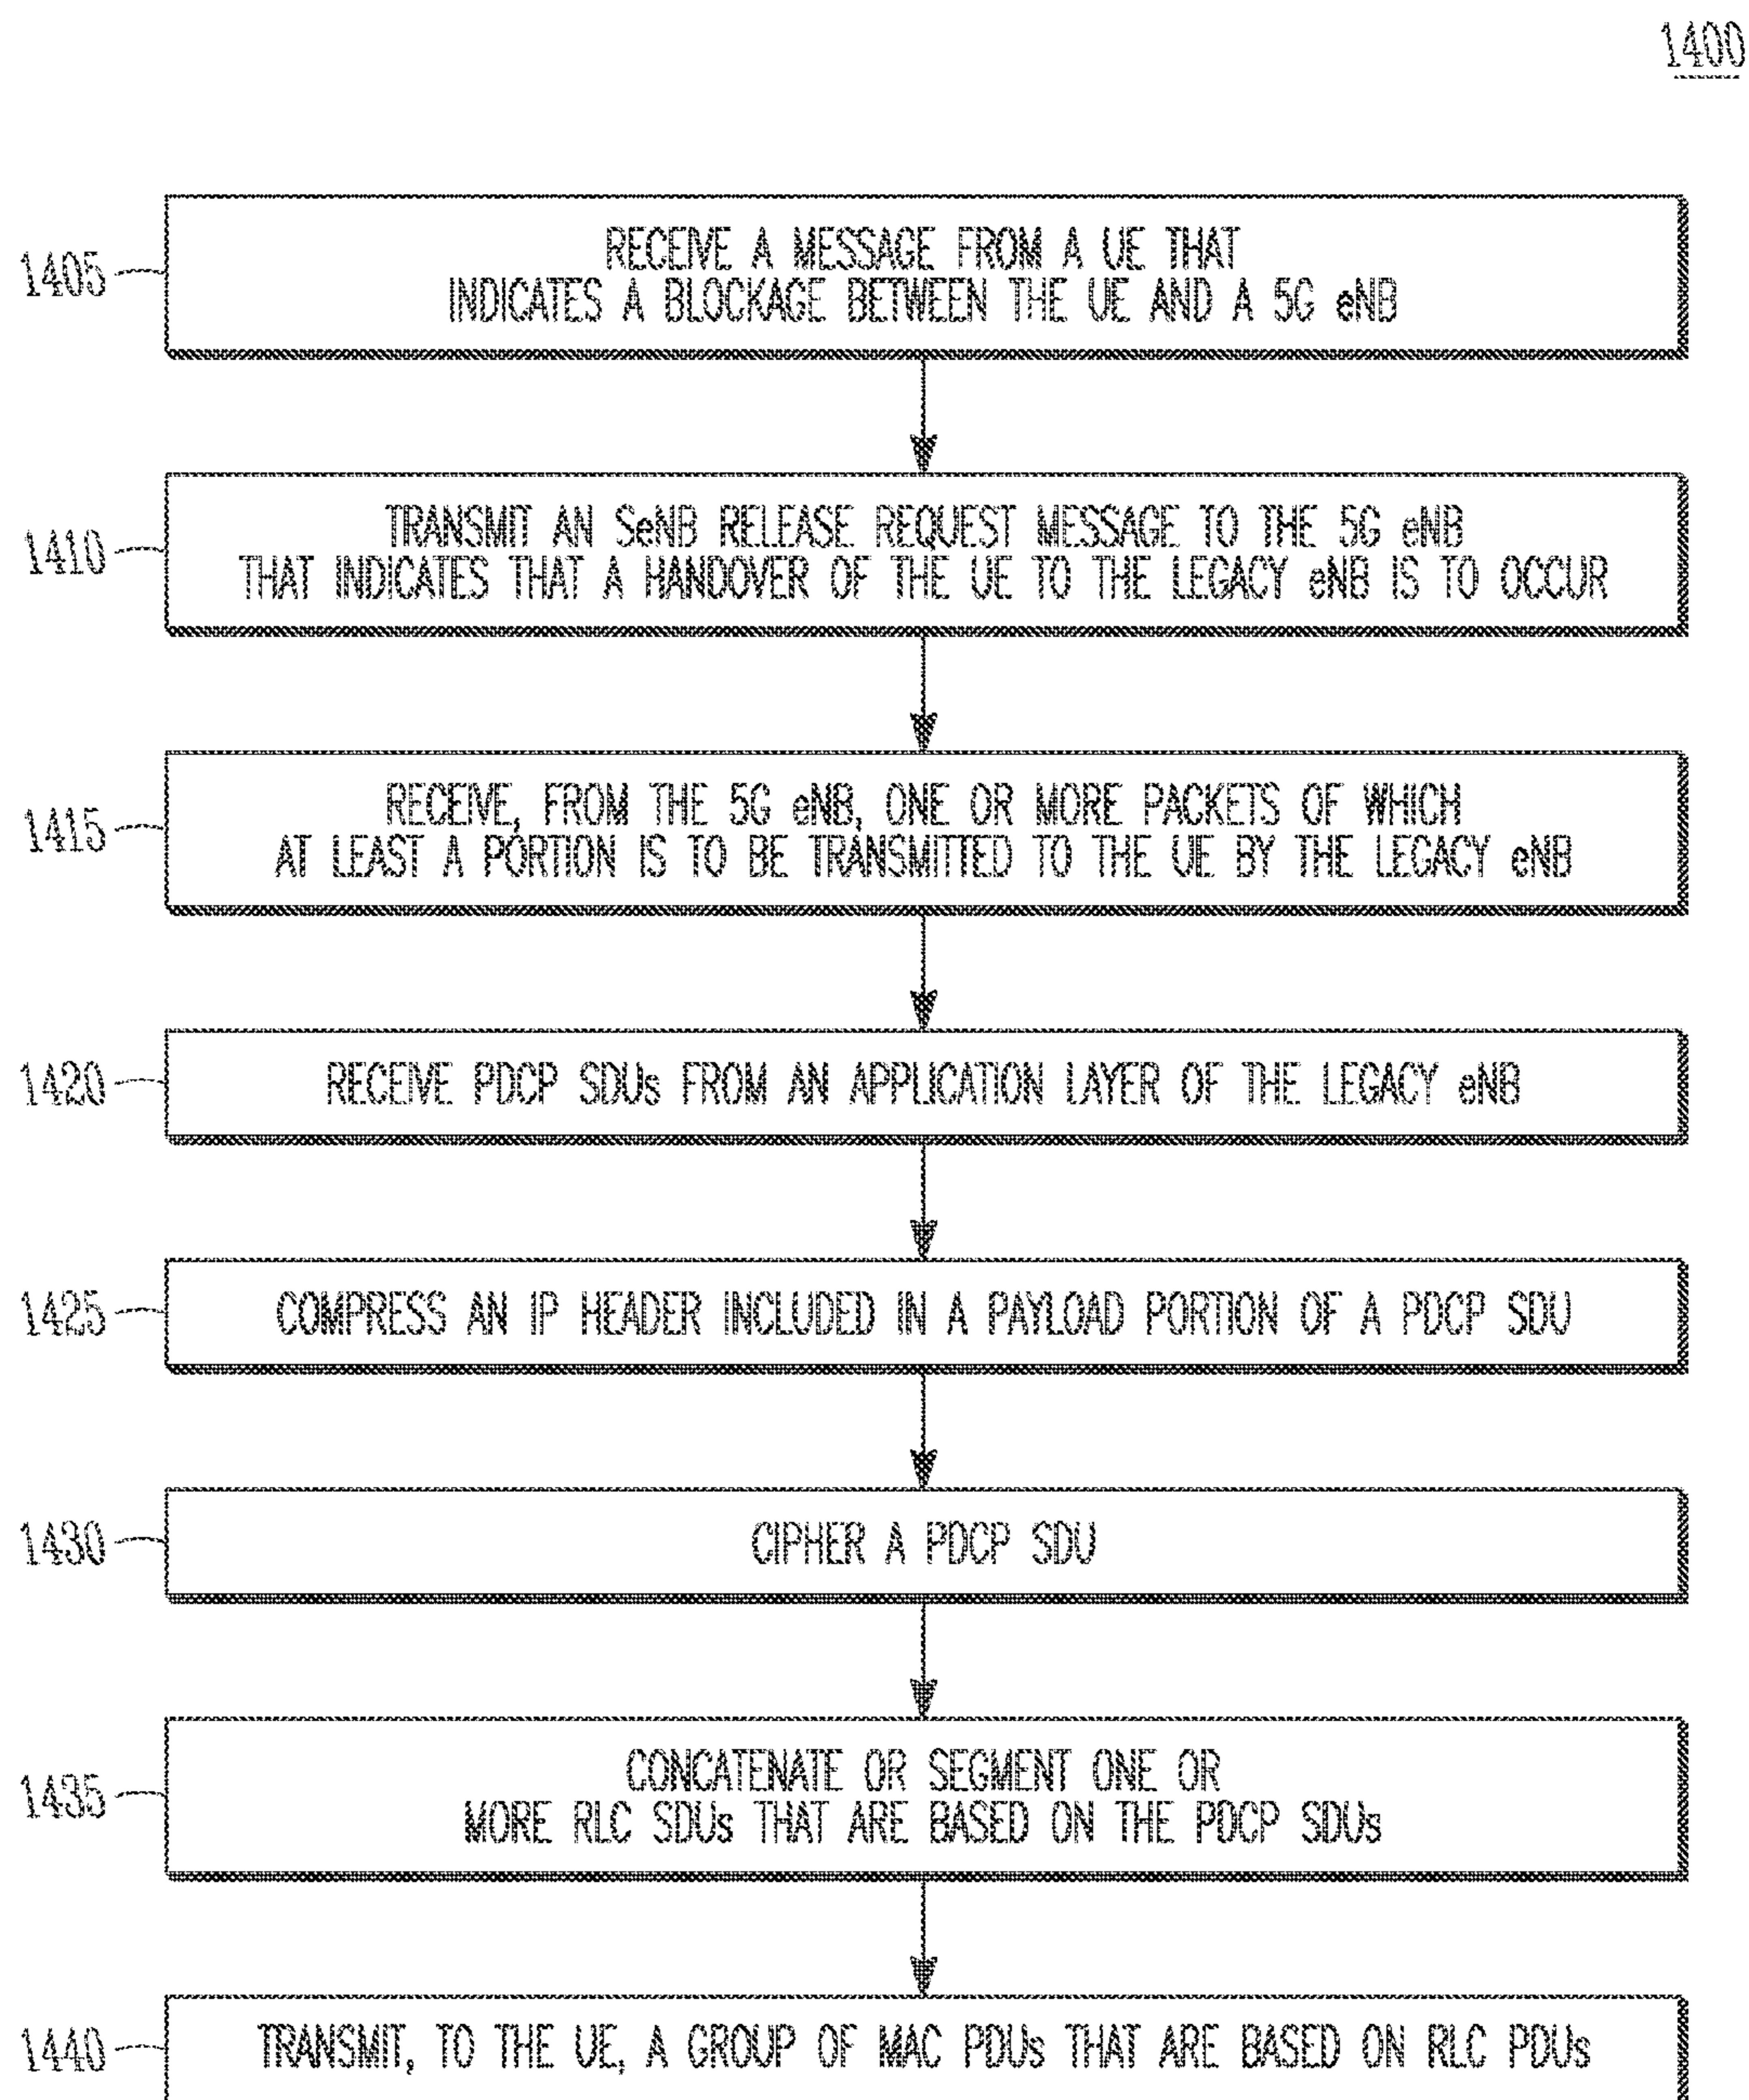 1400
1405
RECEIVE A MESSAGE FROM A UE THAT
INDICATES A BLOCKAGE BETWEEN THE UE AND A 5G eNB
1410
TRANSMIT AN SeNB RELEASE REQUEST MESSAGE TO THE 5G eNB
THAT INDICATES THAT A HANDOVER OF THE UE TO THE LEGACY eNB IS TO OCCUR
1415
RECEIVE, FROM THE 5G eNB, ONE OR MORE PACKETS OF WHICH
AT LEAST A PORTION IS TO BE TRANSMITTED TO THE UE BY THE LEGACY eNB
1420
RECEIVE PDCP SDUs FROM AN APPLICATION LAYER OF THE LEGACY eNB
1425
COMPRESS AN IP HEADER INCLUDED IN A PAYLOAD PORTION OF A PDCP SDU
1430
CIPHER A PDCP SDU
1435
CONCATENATE OR SEGMENT ONE OR
MORE RLC SDUs THAT ARE BASED ON THE PDCP SDUs
1440
TRANSMIT, TO THE UE, A GROUP OF MAC PDUs THAT ARE BASED ON RLC PDUs